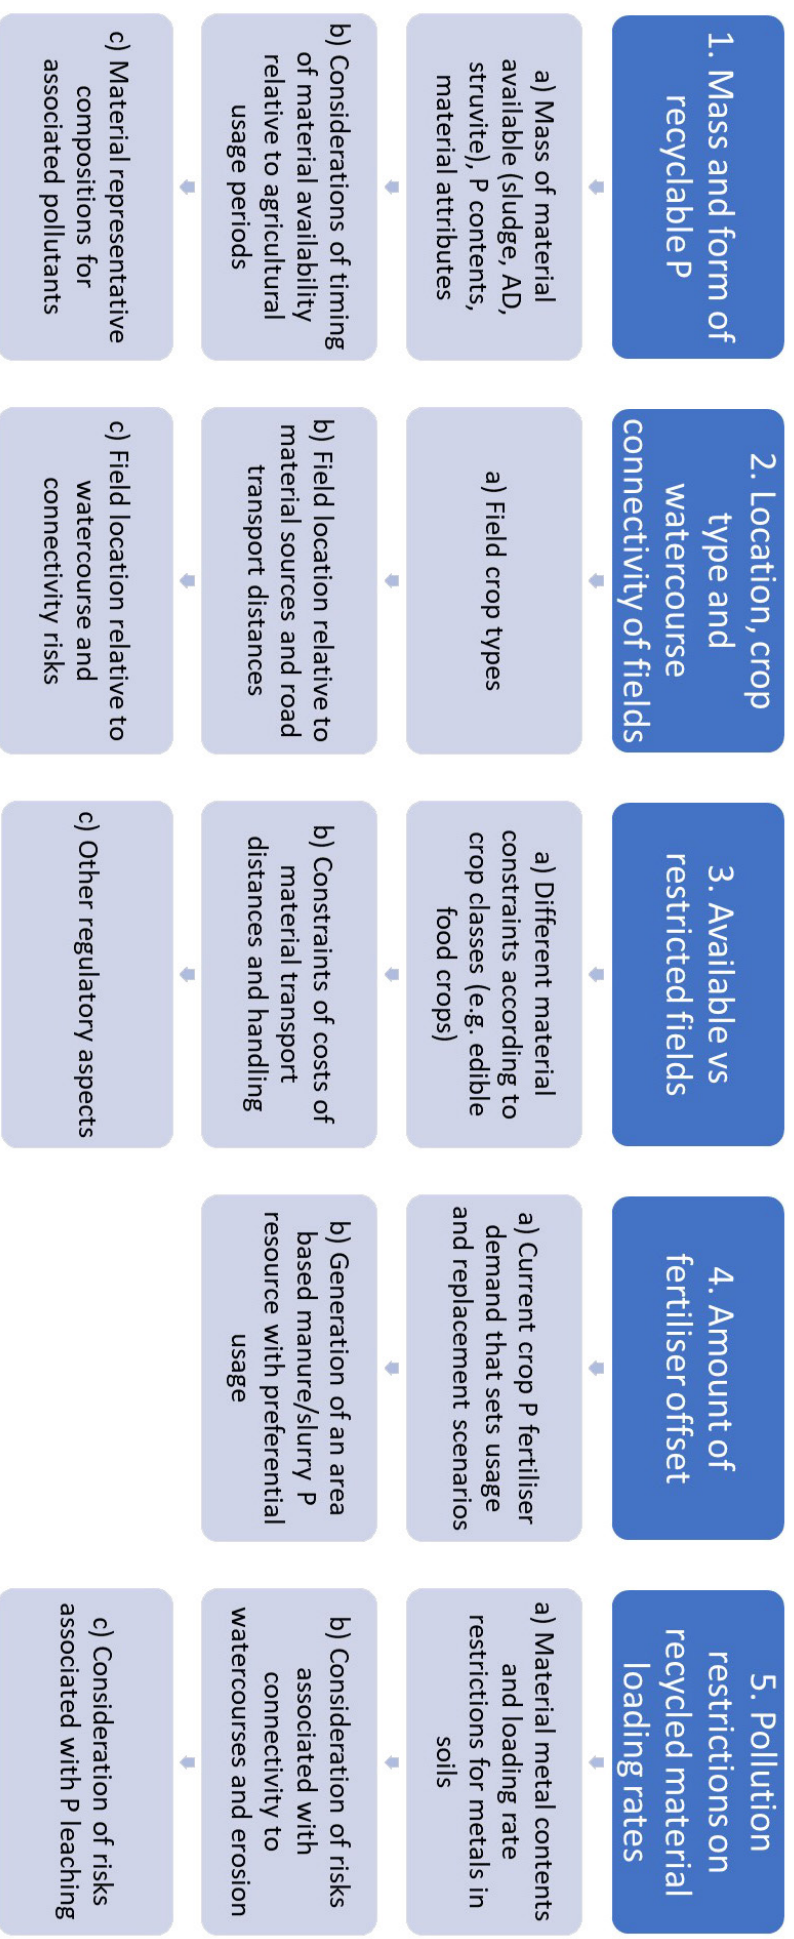 1. Mass and form of
recyclable P
a) Mass of material
available (sludge, AD,
struvite), P contents,
material attributes
b) Considerations of timing
of material availability
relative to agricultural
usage periods
c) Material representative
compositions for
associated pollutants
2. Location, crop
type and
watercourse
connectivity of fields
a) Field crop types
b) Field location relative to
material sources and road
transport distances
c) Field location relative to
watercourse and
connectivity risks
3. Available vs
restricted fields
a) Different material
constraints according to
crop classes (e.g. edible
food crops)
b) Constraints of costs of
material transport
distances and handling
c) Other regulatory aspects
4. Amount of
fertiliser offset
a) Current crop P fertiliser
demand that sets usage
and replacement scenarios
b) Generation of an area
based manure/slurry P
resource with preferential
usage
5. Pollution
restrictions on
recycled material
loading rates
a) Material metal contents
and loading rate
restrictions for metals in
soils
b) Consideration of risks
associated with
connectivity to
watercourses and erosion
c) Consideration of risks
associated with P leaching